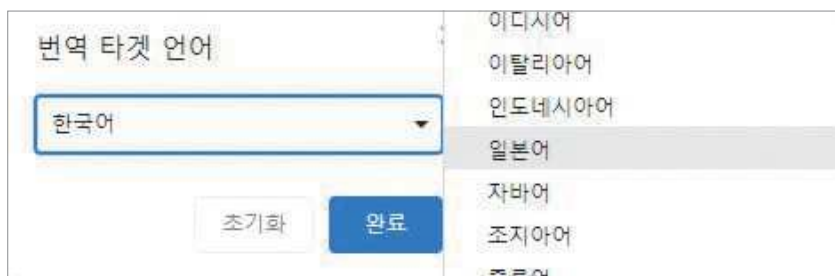 번역 타겟 언어
한국어
초기화
완료
이디시어
이탈리아어
인도네시아어
일본어
자바어
조지아어